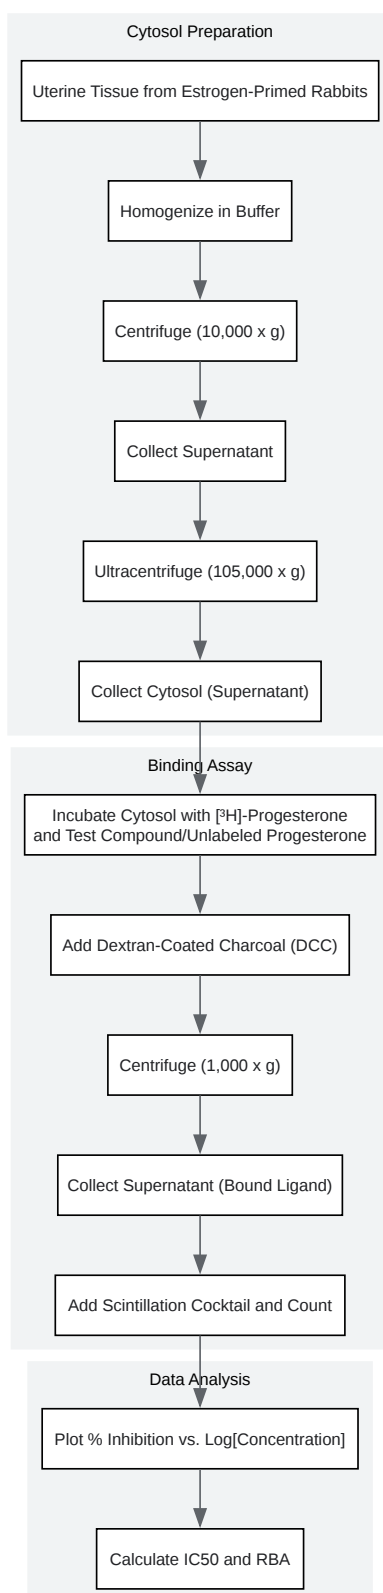 Cytosol Preparation
Uterine Tissue from Estrogen-Primed Rabbits
Homogenize in Buffer
Centrifuge (10,000 x g)
Collect Supernatant
Ultracentrifuge (105,000 x g)
Collect Cytosol (Supernatant)
Binding Assay
Incubate Cytosol with [³H]-Progesterone
and Test Compound/Unlabeled Progesterone
Add Dextran-Coated Charcoal (DCC)
Centrifuge (1,000 x g)
Collect Supernatant (Bound Ligand)
Add Scintillation Cocktail and Count
Data Analysis
Plot % Inhibition vs. Log[Concentration]
Calculate IC50 and RBA